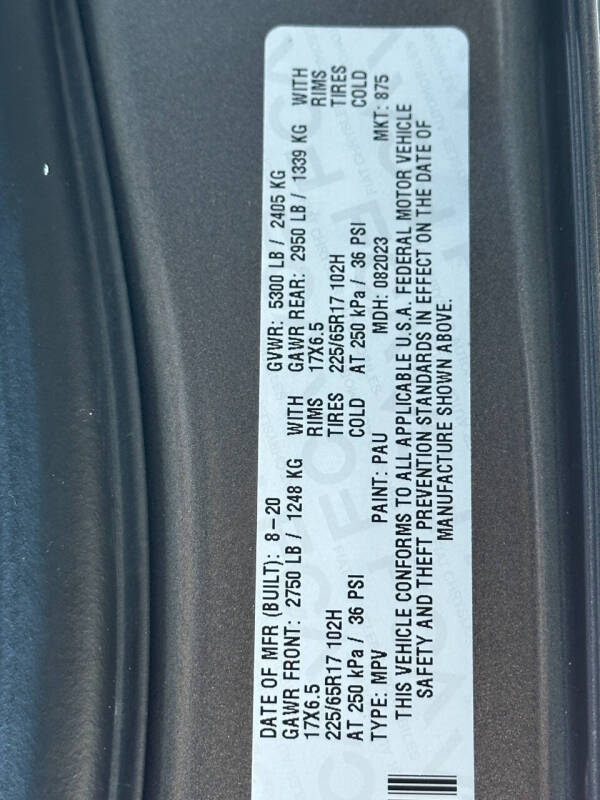 DATE OF MFR (BUILT): 8-20 GVWR: 5300 LB / 2405 KG
GAWR FRONT: 2750 LB / 1248 KG WITH GAWR REAR: 2950 LB / 1339 KG WITH
17X6.5 RIMS 17X6.5 RIMS
225/65R17 102H TIRES 225/65R17 102H TIRES
AT 250 kPa / 36 PSI COLD AT 250 kPa / 36 PSI COLD
TYPE: MPV PAINT: PAU MDH: 082023 MKT: 875
THIS VEHICLE CONFORMS TO ALL APPLICABLE U.S.A. FEDERAL MOTOR VEHICLE
SAFETY AND THEFT PREVENTION STANDARDS IN EFFECT ON THE DATE OF
MANUFACTURE SHOWN ABOVE.